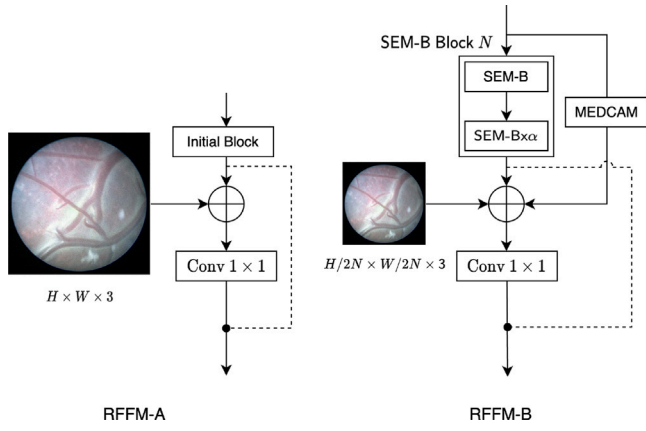 Initial Block
Conv 1 × 1
H × W × 3
RFFM-A
SEM-B Block N
SEM-B
SEM-Bxα
MEDCAM
H/2N × W/2N × 3
Conv 1 × 1
RFFM-B